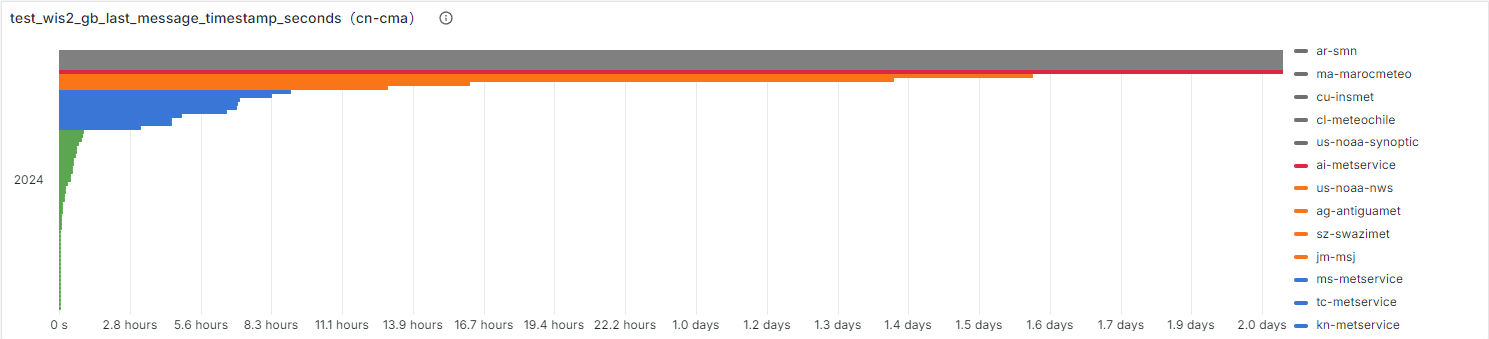 test_wis2_gb_last_message_timestamp_seconds（cn-cma）
ar-smn
ma-marocmeteo
cu-insmet
cl-meteochile
us-noaa-synoptic
ai-metservice
us-noaa-nws
ag-antiguamet
sz-swazimet
jm-msj
ms-metservice
tc-metservice
kn-metservice
2024
0 s 2.8 hours 5.6 hours 8.3 hours 11.1 hours 13.9 hours 16.7 hours 19.4 hours 22.2 hours 1.0 days 1.2 days 1.3 days 1.4 days 1.5 days 1.6 days 1.7 days 1.9 days 2.0 days